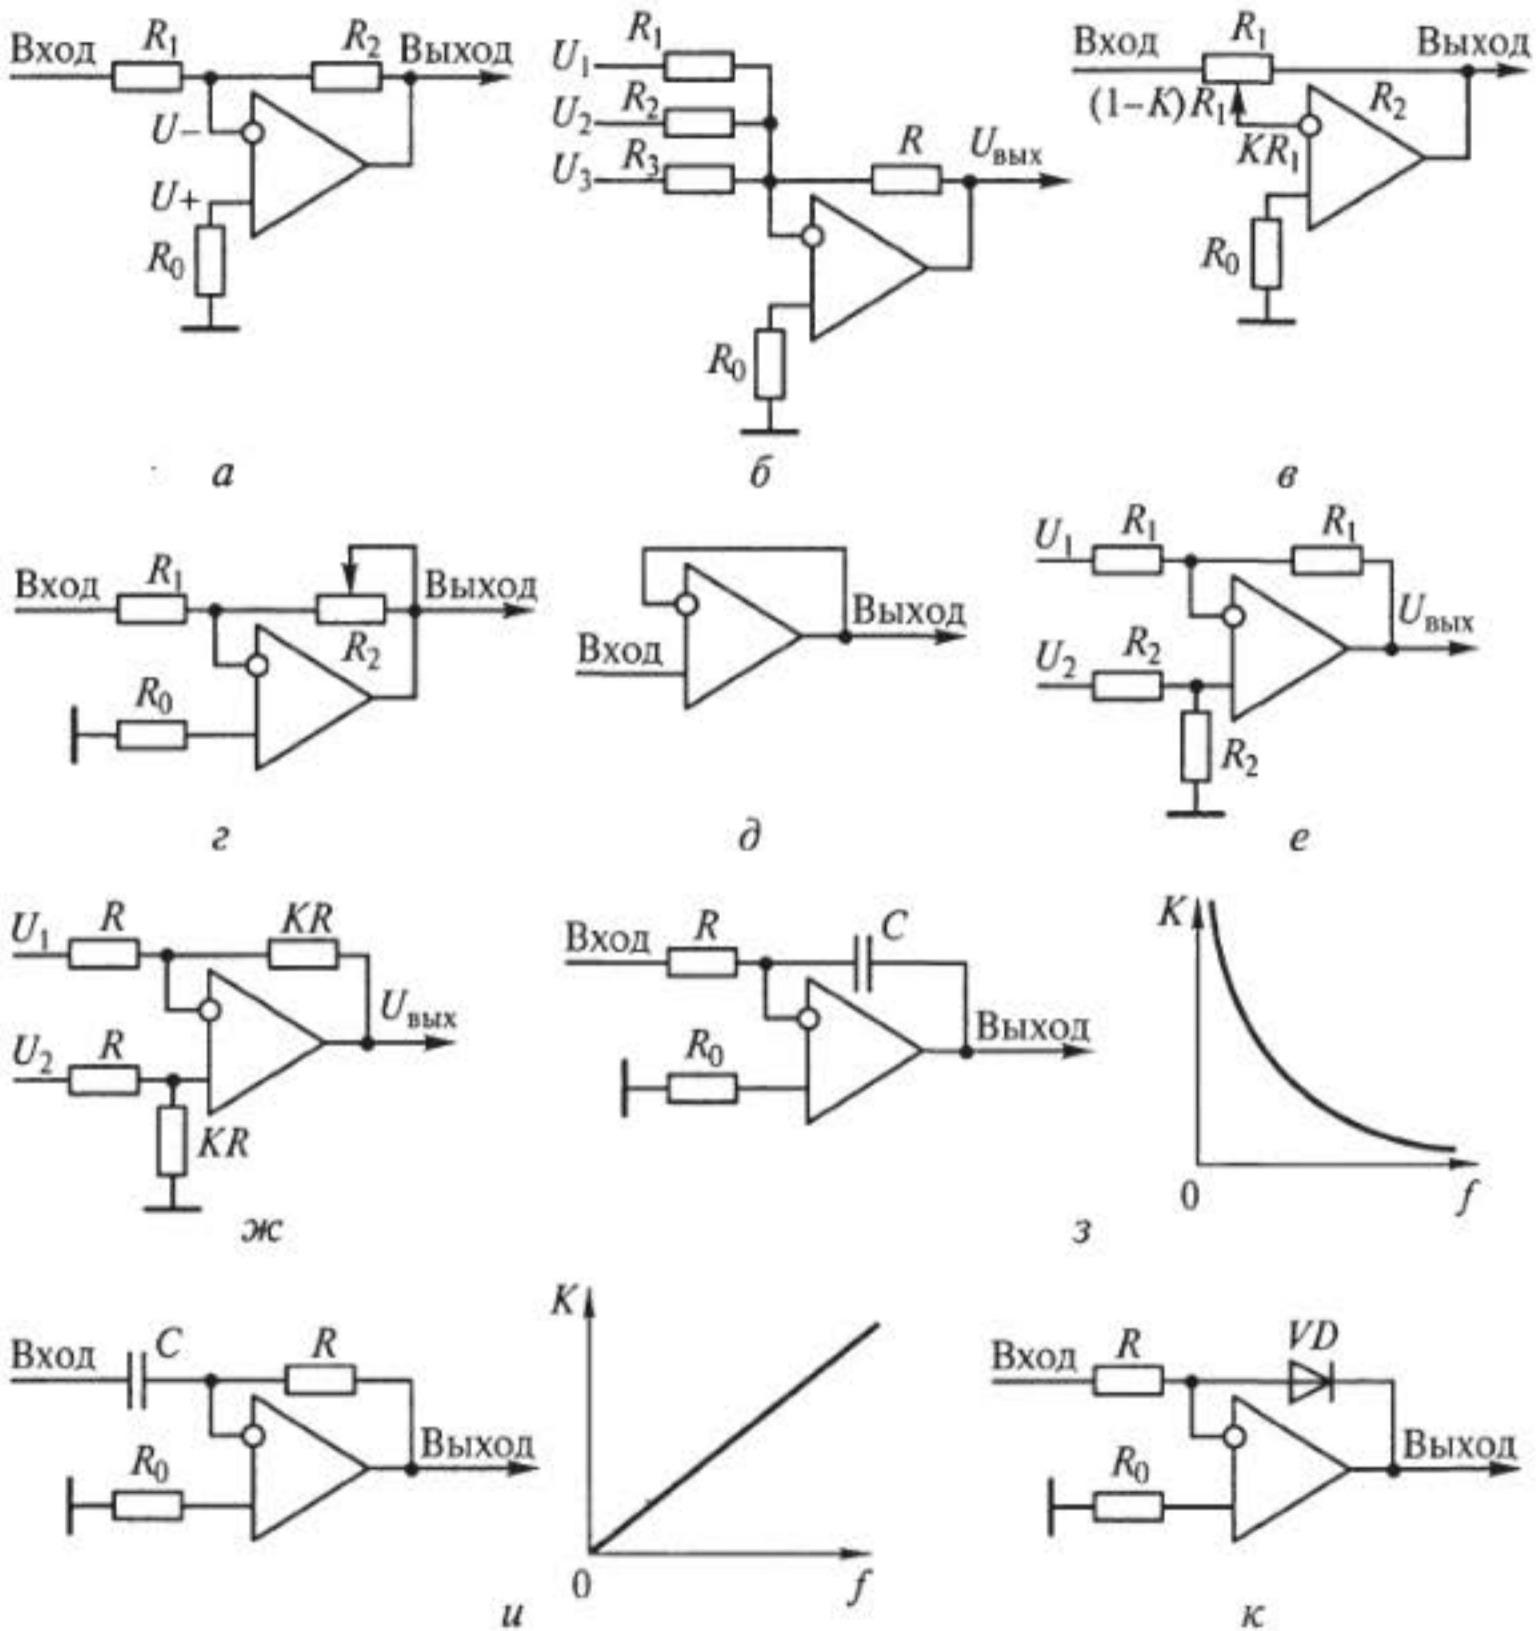 Вход R₁ R₂ Выход
U−
U+
R₀
а
U₁ R₁
U₂ R₂
U₃ R₃ R Uвых
R₀
б
Вход R₁ Выход
(1−K)R₁ R₂
KR₁
R₀
в
Вход R₁ Выход
R₂
R₀
г
Выход
Вход
д
U₁ R₁ R₁
Uвых
U₂ R₂
R₂
е
U₁ R KR
Uвых
U₂ R
KR
ж
Вход R C
Выход
R₀
K
0 f
з
Вход C R
Выход
R₀
K
0 f
и
Вход R VD
Выход
R₀
к